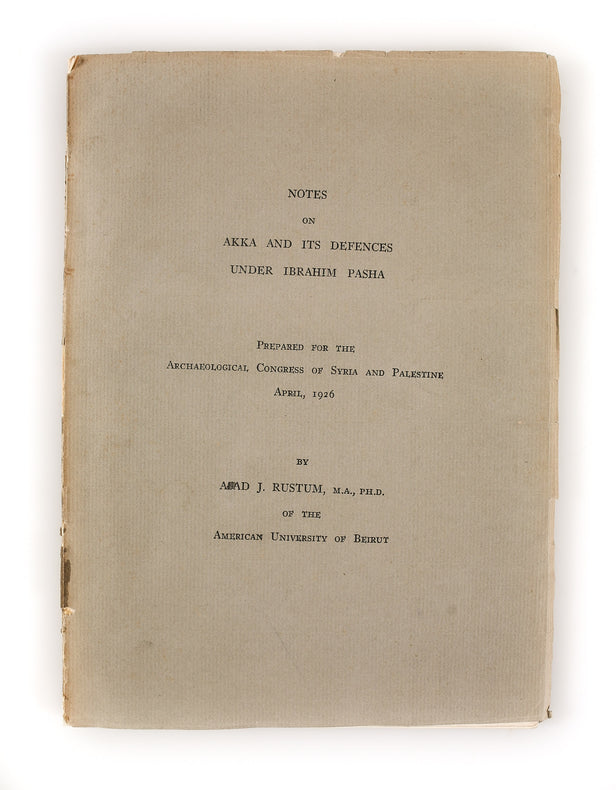 NOTES
ON
AKKA AND ITS DEFENCES
UNDER IBRAHIM PASHA
PREPARED FOR THE
ARCHAEOLOGICAL CONGRESS OF SYRIA AND PALESTINE
APRIL, 1926
BY
J. RUSTUM, M.A., PH.D.
OF THE
AMERICAN UNIVERSITY OF BEIRUT